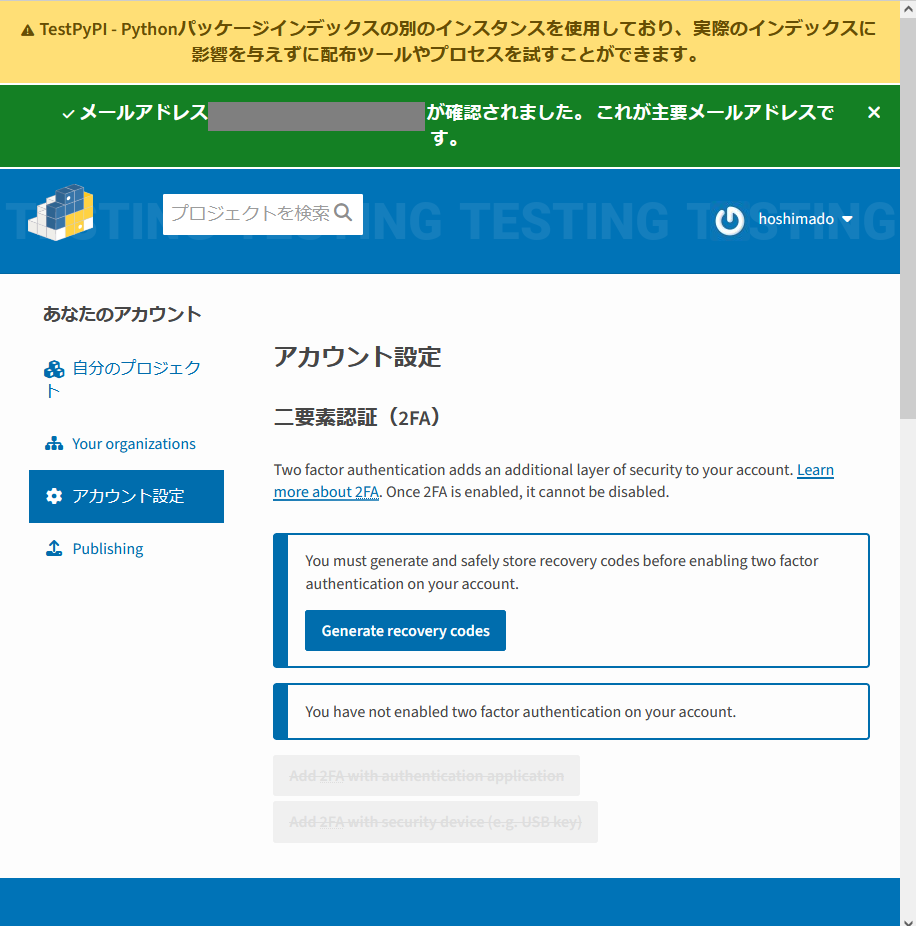 TestPyPI - Pythonパッケージインデックスの別のインスタンスを使用しており、実際のインデックスに
影響を与えずに配布ツールやプロセスを試すことができます。
メールアドレス
が確認されました。 これが主要メールアドレスで
す。
プロジェクトを検索
TESTING TESTING TESTING TESTING
hoshimado
あなたのアカウント
自分のプロジェク
ト
Your organizations
アカウント設定
Publishing
アカウント設定
二要素認証（2FA）
Two factor authentication adds an additional layer of security to your account. Learn
more about 2FA. Once 2FA is enabled, it cannot be disabled.
You must generate and safely store recovery codes before enabling two factor
authentication on your account.
Generate recovery codes
You have not enabled two factor authentication on your account.
Add 2FA with authentication application
Add 2FA with security device (e.g. USB key)